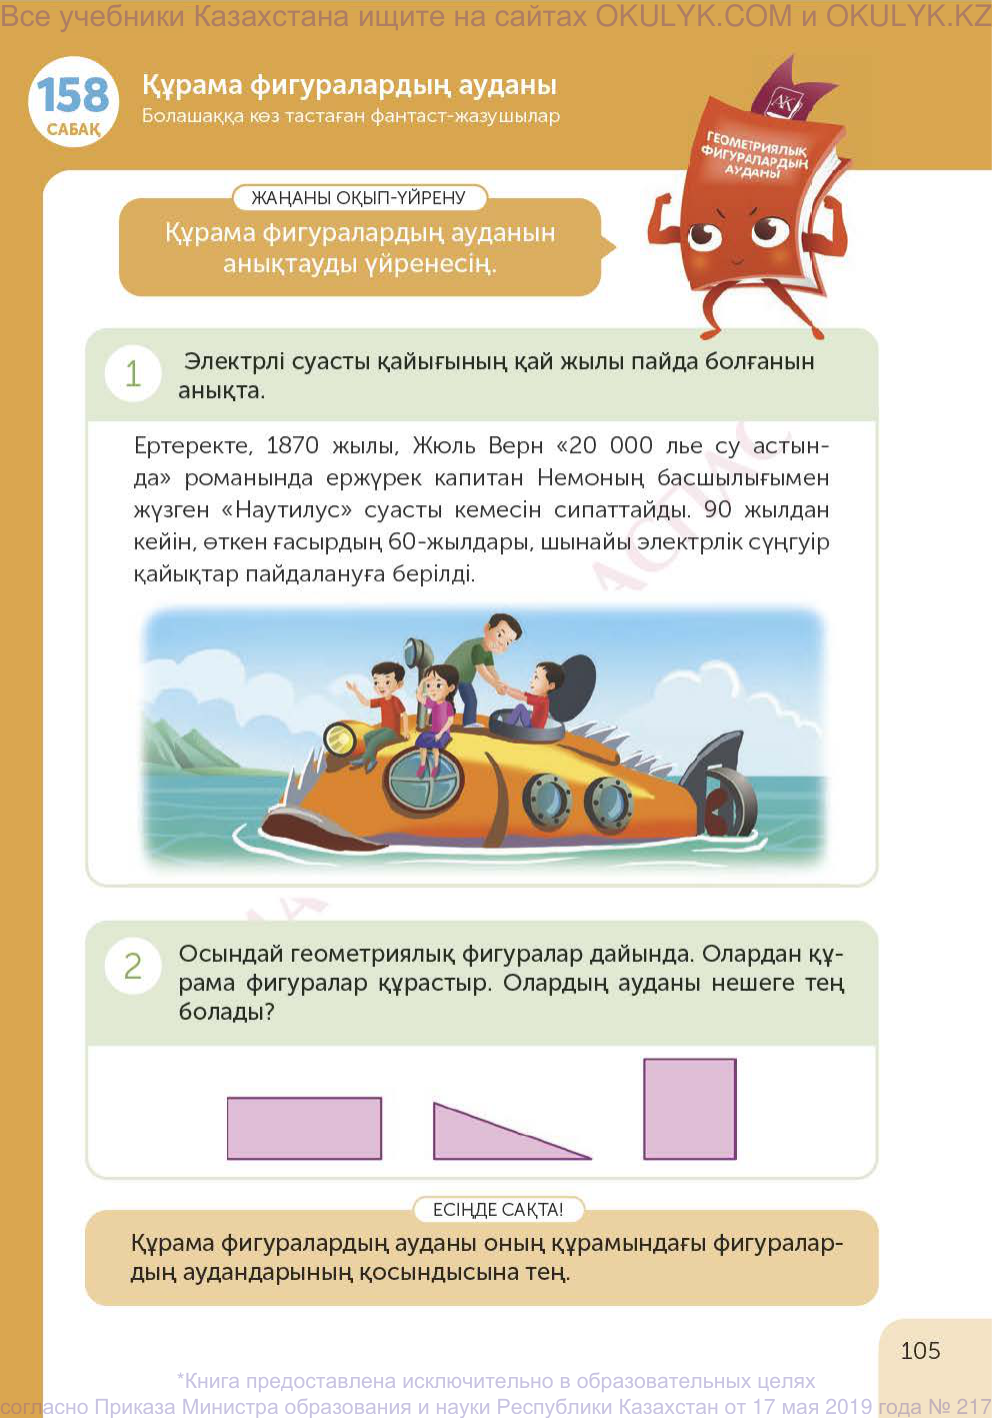 Все учебники Казахстана ищите на сайтах OKULYK.COM и OKULYK.KZ
158
САБАҚ
Құрама фигуралардың ауданы
Болашаққа көз тастаған фантаст-жазушылар
АК
ГЕОМЕТРИЯЛЫҚ
ФИГУРАЛАРДЫҢ
АУДАНЫ
ЖАҢАНЫ ОҚЫП-ҮЙРЕНУ
Құрама фигуралардың ауданын
анықтауды үйренесің.
1
Электрлі суасты қайығының қай жылы пайда болғанын
анықта.
Ертеректе, 1870 жылы, Жюль Верн «20 000 лье су астын-
да» романында ержүрек капитан Немоның басшылығымен
жүзген «Наутилус» суасты кемесін сипаттайды. 90 жылдан
кейін, өткен ғасырдың 60-жылдары, шынайы электрлік сүңгуір
қайықтар пайдалануға берілді.
2
Осындай геометриялық фигуралар дайында. Олардан құ-
рама фигуралар құрастыр. Олардың ауданы нешеге тең
болады?
ЕСІҢДЕ САҚТА!
Құрама фигуралардың ауданы оның құрамындағы фигуралар-
дың аудандарының қосындысына тең.
105
*Книга предоставлена исключительно в образовательных целях
согласно Приказа Министра образования и науки Республики Казахстан от 17 мая 2019 года № 217